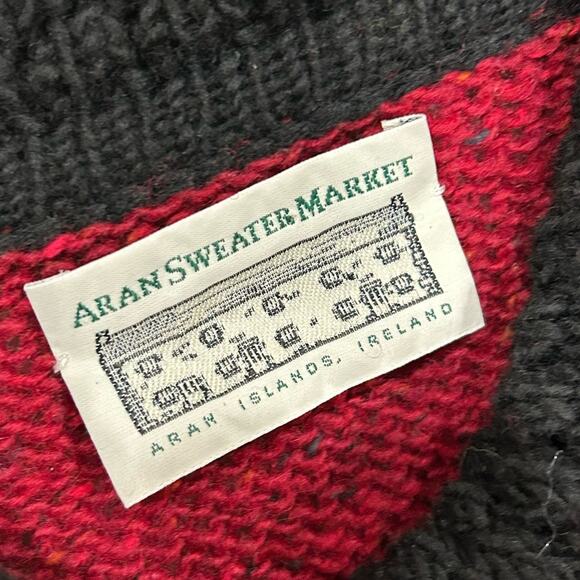 ARAN SWEATER MARKET
ARAN ISLANDS, IRELAND